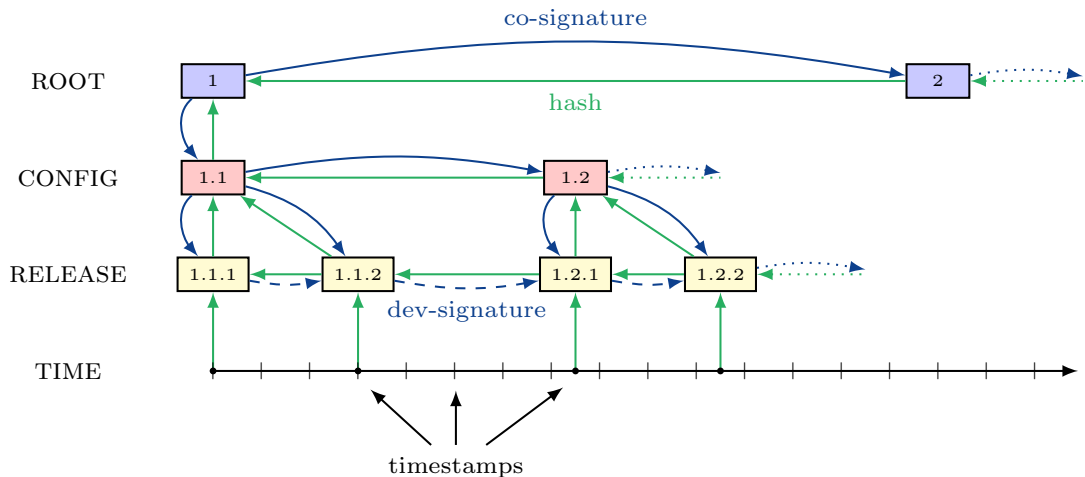 co-signature
ROOT
1
2
hash
CONFIG
1.1
1.2
RELEASE
1.1.1
1.1.2
1.2.1
1.2.2
dev-signature
TIME
timestamps